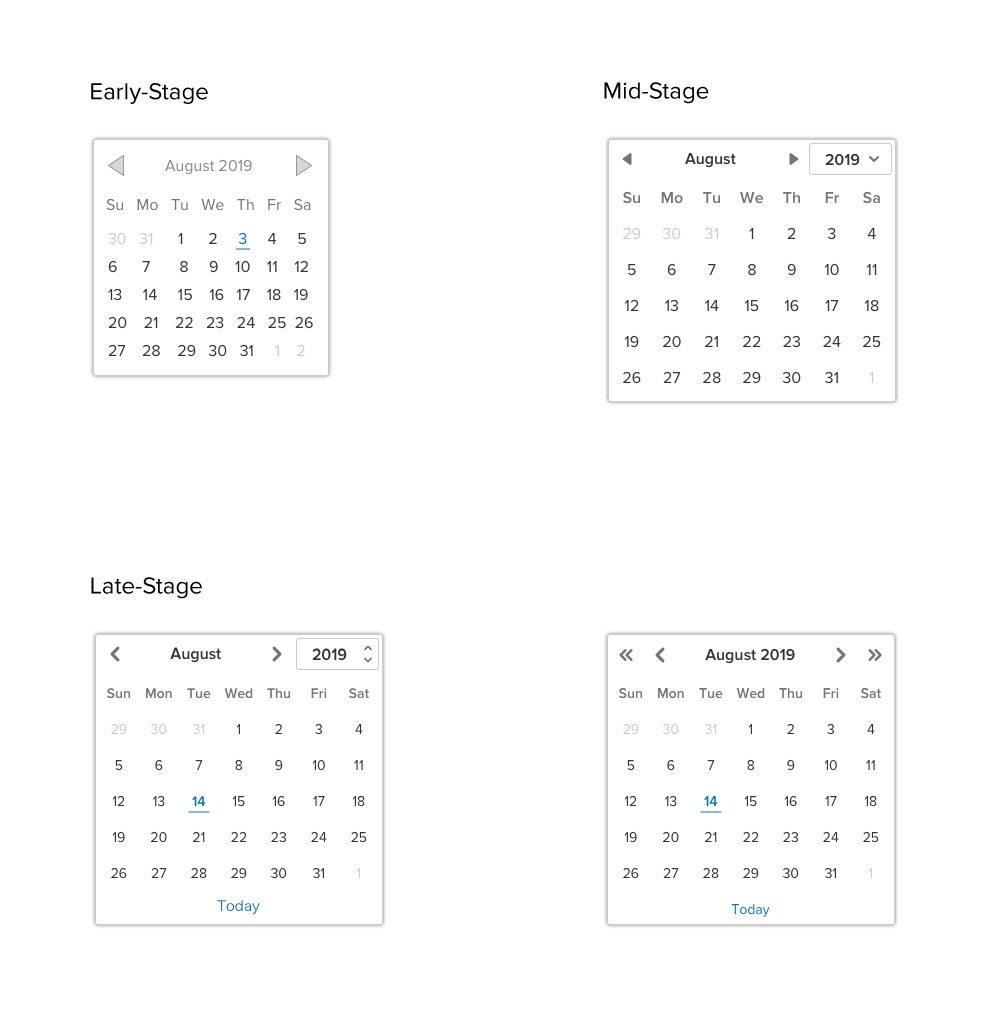 Early-Stage
August 2019
Su Mo Tu We Th Fr Sa
30 31 1 2 3 4 5
6 7 8 9 10 11 12
13 14 15 16 17 18 19
20 21 22 23 24 25 26
27 28 29 30 31 1 2
Mid-Stage
August 2019
Su Mo Tu We Th Fr Sa
29 30 31 1 2 3 4
5 6 7 8 9 10 11
12 13 14 15 16 17 18
19 20 21 22 23 24 25
26 27 28 29 30 31 1
Late-Stage
August 2019
Sun Mon Tue Wed Thu Fri Sat
29 30 31 1 2 3 4
5 6 7 8 9 10 11
12 13 14 15 16 17 18
19 20 21 22 23 24 25
26 27 28 29 30 31 1
Today
August 2019
Sun Mon Tue Wed Thu Fri Sat
29 30 31 1 2 3 4
5 6 7 8 9 10 11
12 13 14 15 16 17 18
19 20 21 22 23 24 25
26 27 28 29 30 31 1
Today